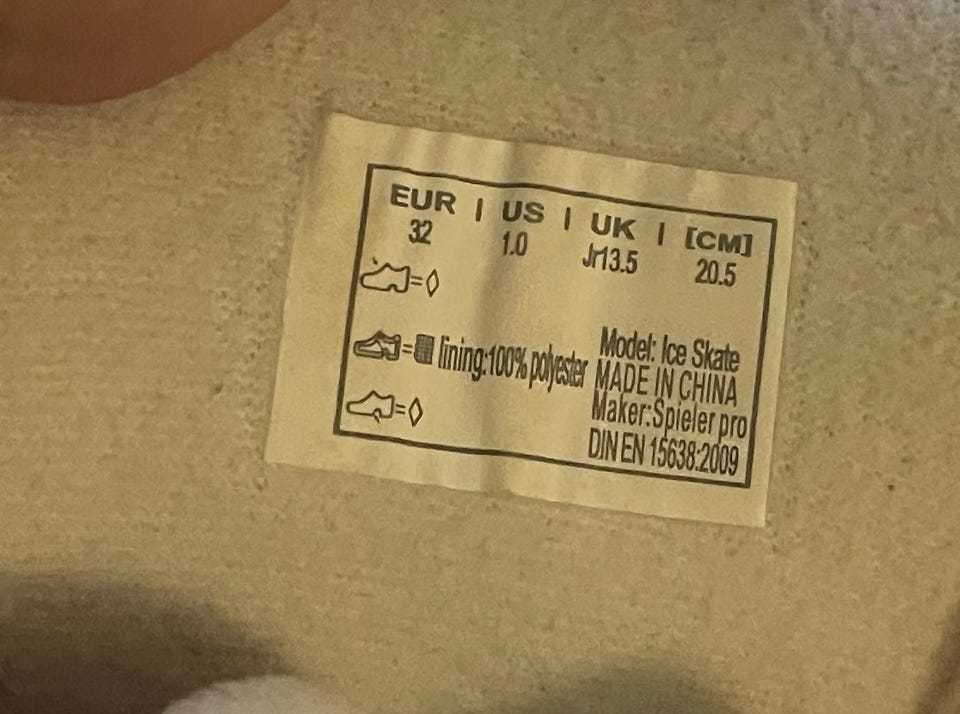 EUR | US | UK | [CM]
32 1.0 Jr13.5 20.5
lining:100% polyester
Model: Ice Skate
MADE IN CHINA
Maker:Spieler pro
DIN EN 15638:2009